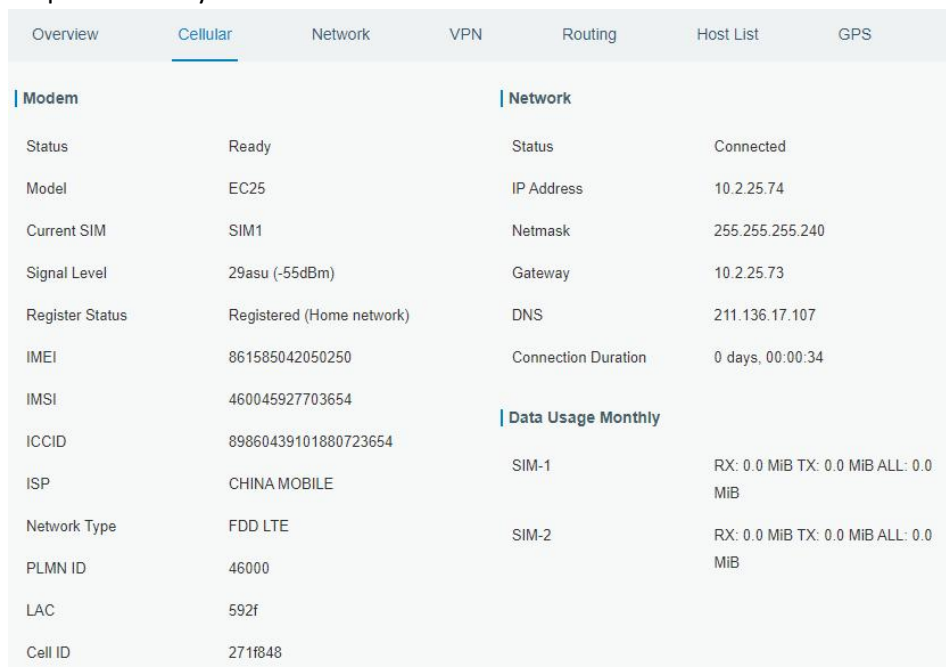 Overview Cellular Network VPN Routing Host List GPS
Modem
Status Ready
Model EC25
Current SIM SIM1
Signal Level 29asu (-55dBm)
Register Status Registered (Home network)
IMEI 861585042050250
IMSI 460045927703654
ICCID 89860439101880723654
ISP CHINA MOBILE
Network Type FDD LTE
PLMN ID 46000
LAC 592f
Cell ID 271f848
Network
Status Connected
IP Address 10.2.25.74
Netmask 255.255.255.240
Gateway 10.2.25.73
DNS 211.136.17.107
Connection Duration 0 days, 00:00:34
Data Usage Monthly
SIM-1 RX: 0.0 MiB TX: 0.0 MiB ALL: 0.0
MiB
SIM-2 RX: 0.0 MiB TX: 0.0 MiB ALL: 0.0
MiB